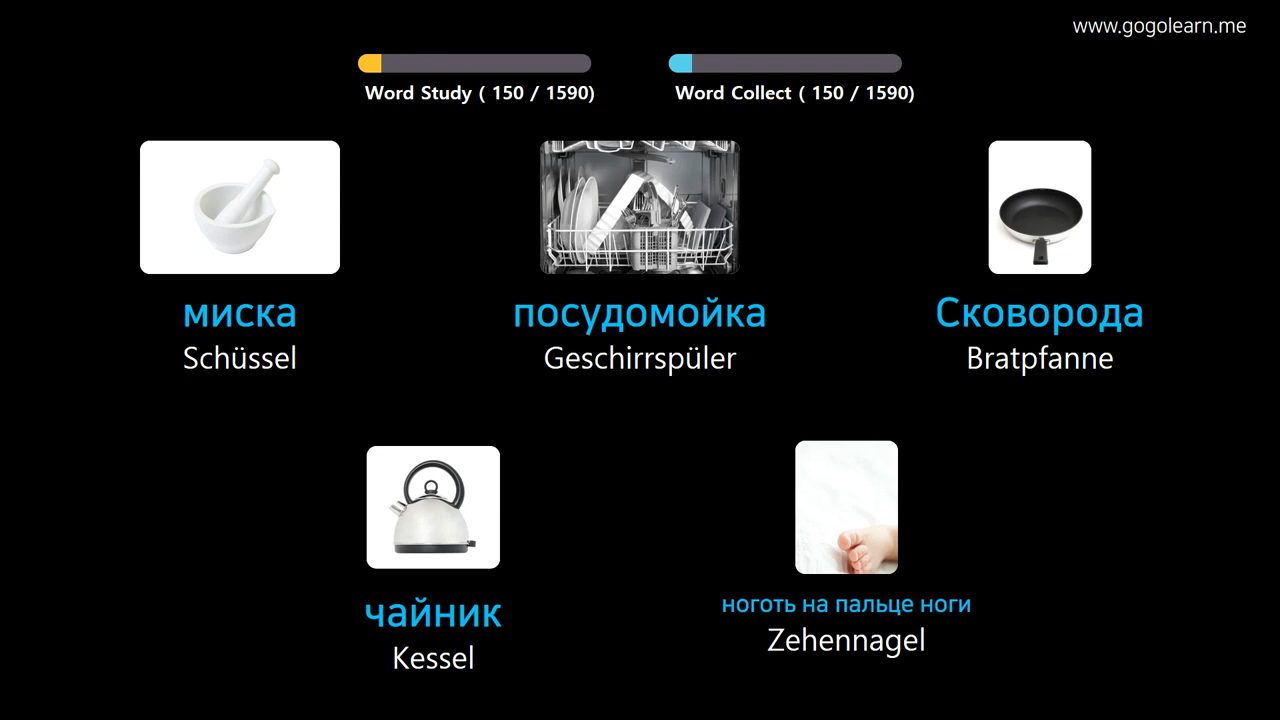 www.gogolearn.me
Word Study ( 150 / 1590)
Word Collect ( 150 / 1590)
миска
Schüssel
посудомойка
Geschirrspüler
Сковорода
Bratpfanne
чайник
Kessel
ноготь на пальце ноги
Zehennagel